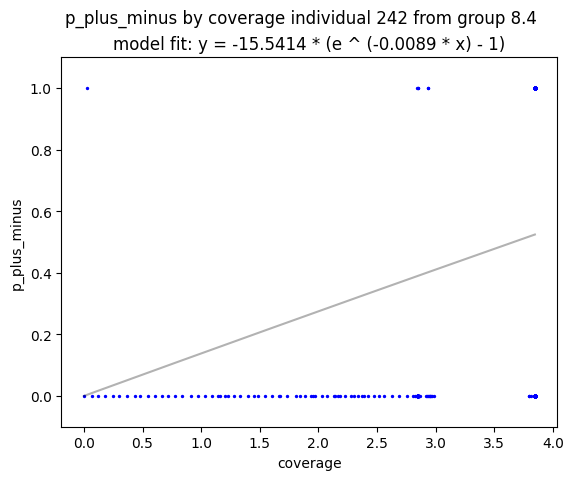 p_plus_minus by coverage individual 242 from group 8.4
model fit: y = -15.5414 * (e ^ (-0.0089 * x) - 1)
1.0
0.8
0.6
0.4
0.2
0.0
p_plus_minus
0.0 0.5 1.0 1.5 2.0 2.5 3.0 3.5 4.0
coverage